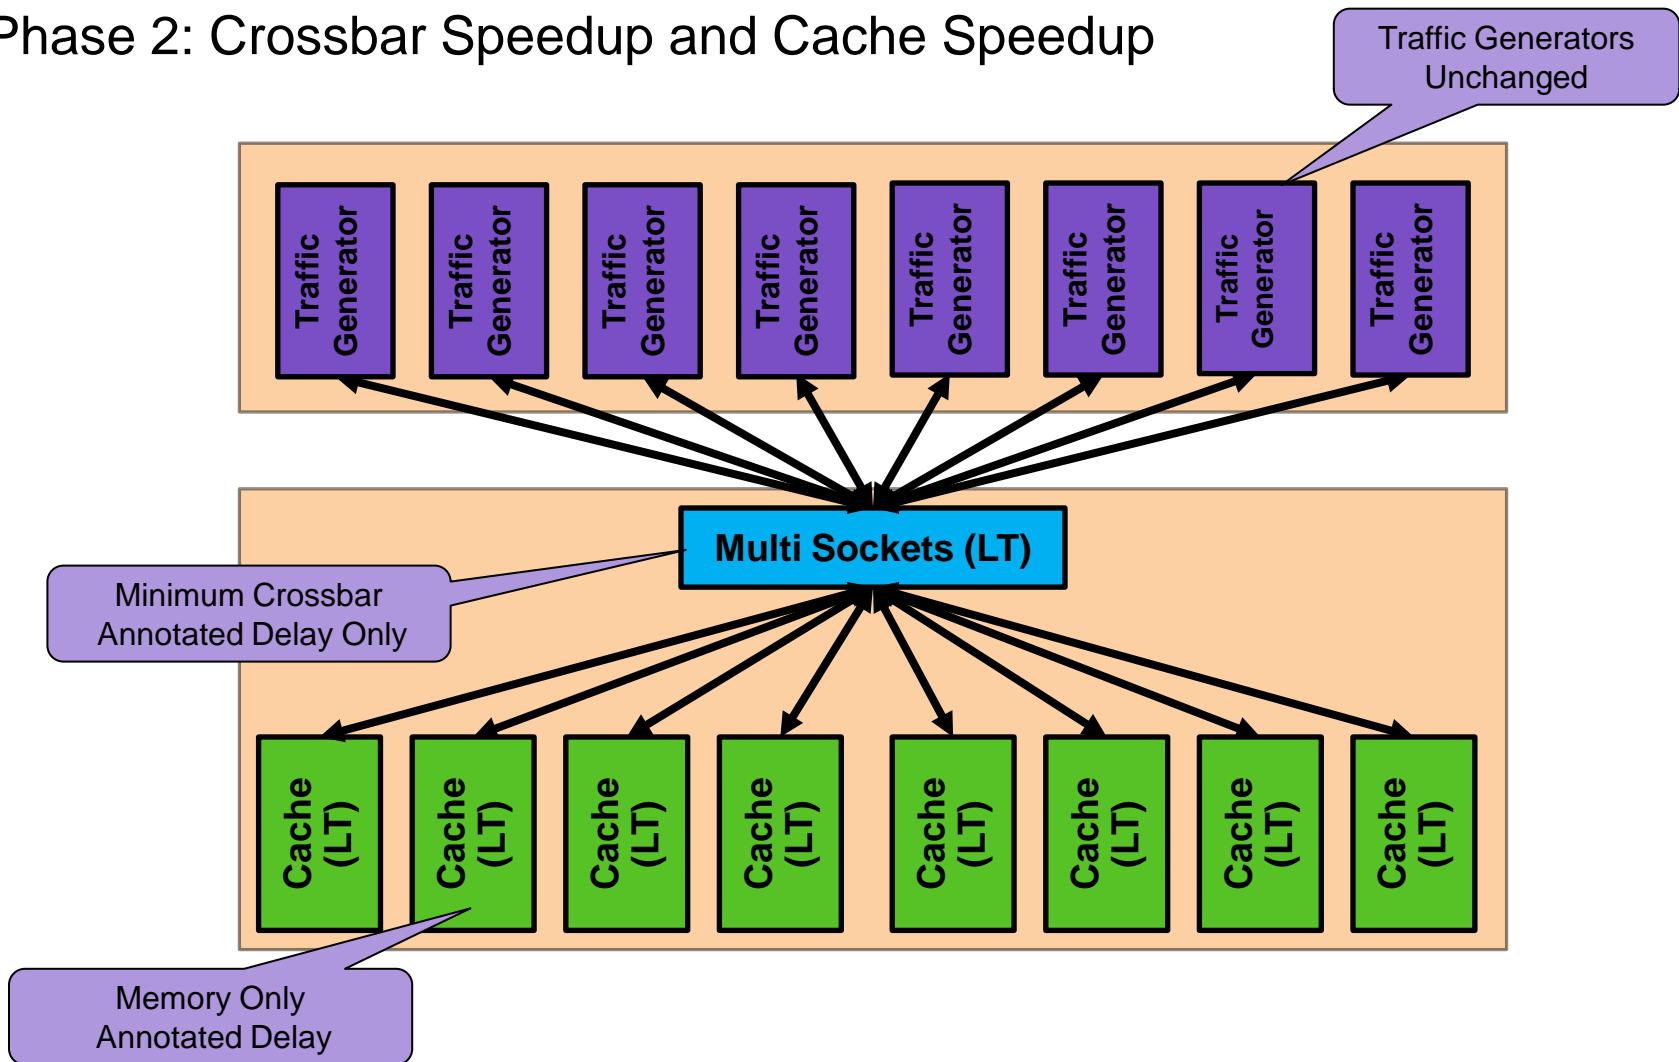 Phase 2: Crossbar Speedup and Cache Speedup
Traffic Generators
Unchanged
Traffic
Generator
Traffic
Generator
Traffic
Generator
Traffic
Generator
Traffic
Generator
Traffic
Generator
Traffic
Generator
Traffic
Generator
Multi Sockets (LT)
Minimum Crossbar
Annotated Delay Only
Cache
(LT)
Cache
(LT)
Cache
(LT)
Cache
(LT)
Cache
(LT)
Cache
(LT)
Cache
(LT)
Cache
(LT)
Memory Only
Annotated Delay